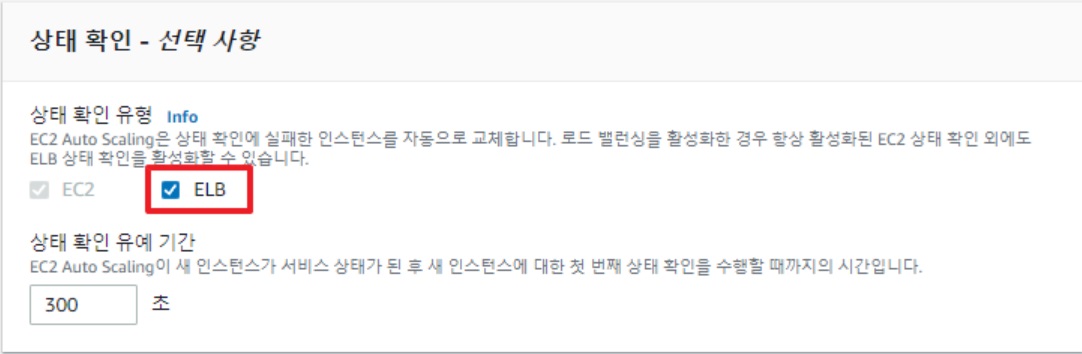 상태 확인 - 선택 사항
상태 확인 유형 Info
EC2 Auto Scaling은 상태 확인에 실패한 인스턴스를 자동으로 교체합니다. 로드 밸런싱을 활성화한 경우 항상 활성화된 EC2 상태 확인 외에도
ELB 상태 확인을 활성화할 수 있습니다.
EC2 ELB
상태 확인 유예 기간
EC2 Auto Scaling이 새 인스턴스가 서비스 상태가 된 후 새 인스턴스에 대한 첫 번째 상태 확인을 수행할 때까지의 시간입니다.
300 초